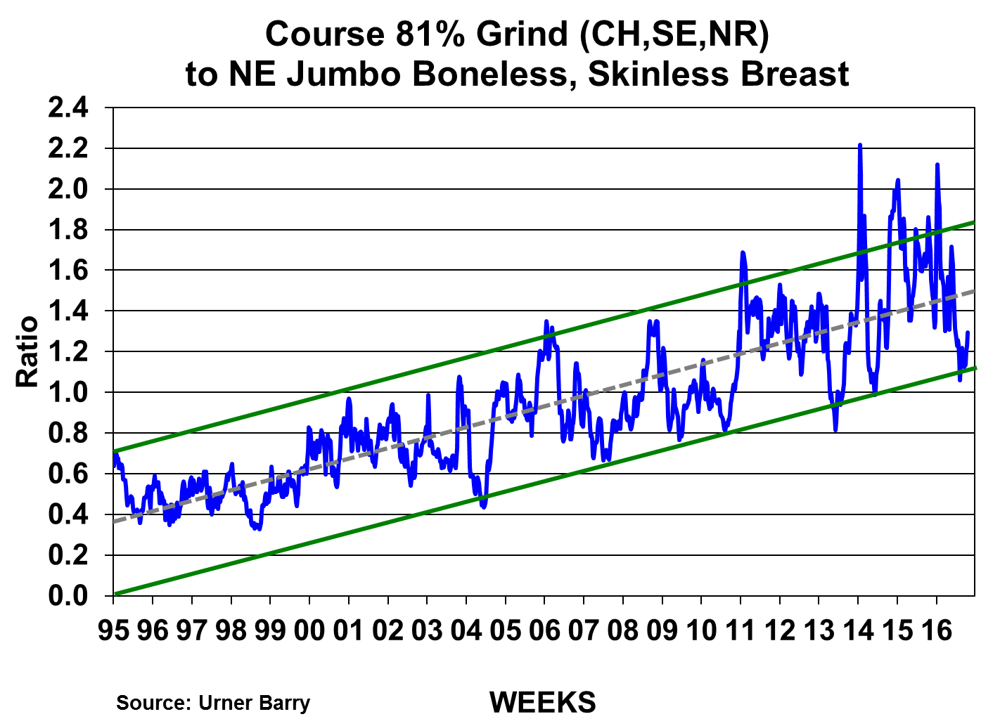 Course 81% Grind (CH,SE,NR)
to NE Jumbo Boneless, Skinless Breast
2.4
2.2
2.0
1.8
1.6
1.4
1.2
1.0
0.8
0.6
0.4
0.2
0.0
Ratio
95 96 97 98 99 00 01 02 03 04 05 06 07 08 09 10 11 12 13 14 15 16
Source: Urner Barry
WEEKS